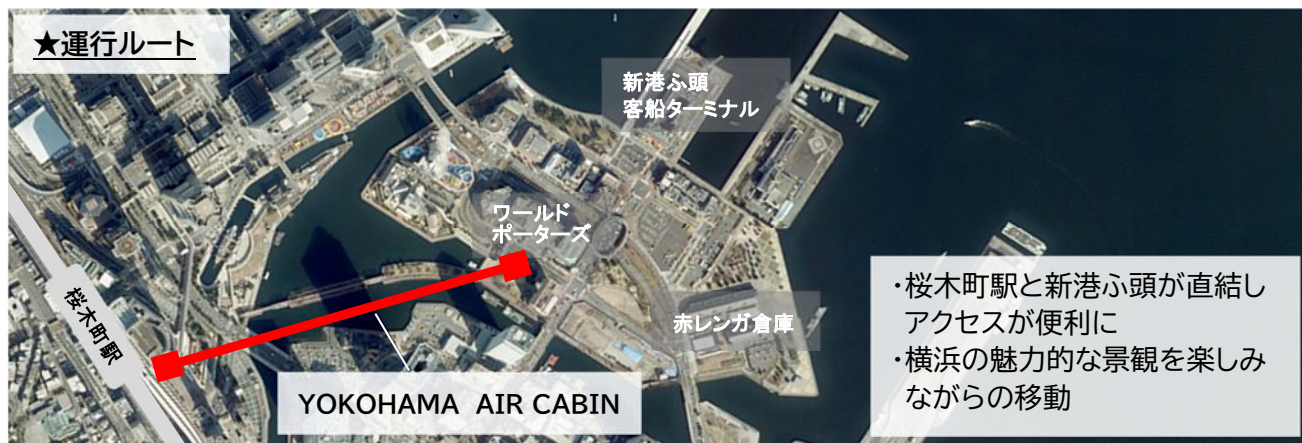 ★運行ルート
新港ふ頭
客船ターミナル
ワールド
ポーターズ
桜木町駅
赤レンガ倉庫
YOKOHAMA AIR CABIN
・桜木町駅と新港ふ頭が直結し
アクセスが便利に
・横浜の魅力的な景観を楽しみ
ながらの移動